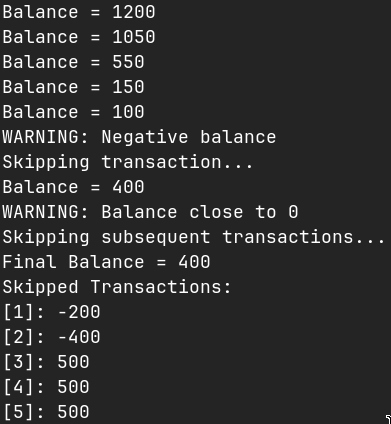 Balance = 1200
Balance = 1050
Balance = 550
Balance = 150
Balance = 100
WARNING: Negative balance
Skipping transaction...
Balance = 400
WARNING: Balance close to 0
Skipping subsequent transactions...
Final Balance = 400
Skipped Transactions:
[1]: -200
[2]: -400
[3]: 500
[4]: 500
[5]: 500